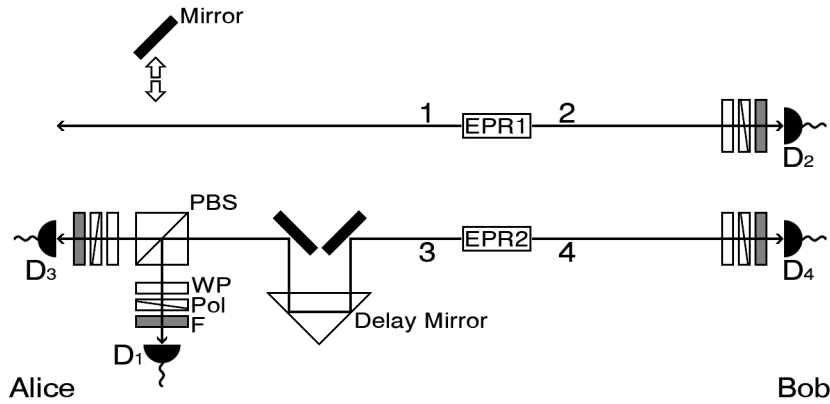 Mirror
1 EPR1 2
D2
PBS
D3
3 EPR2 4
D4
WP
Pol
F
Delay Mirror
D1
Alice Bob